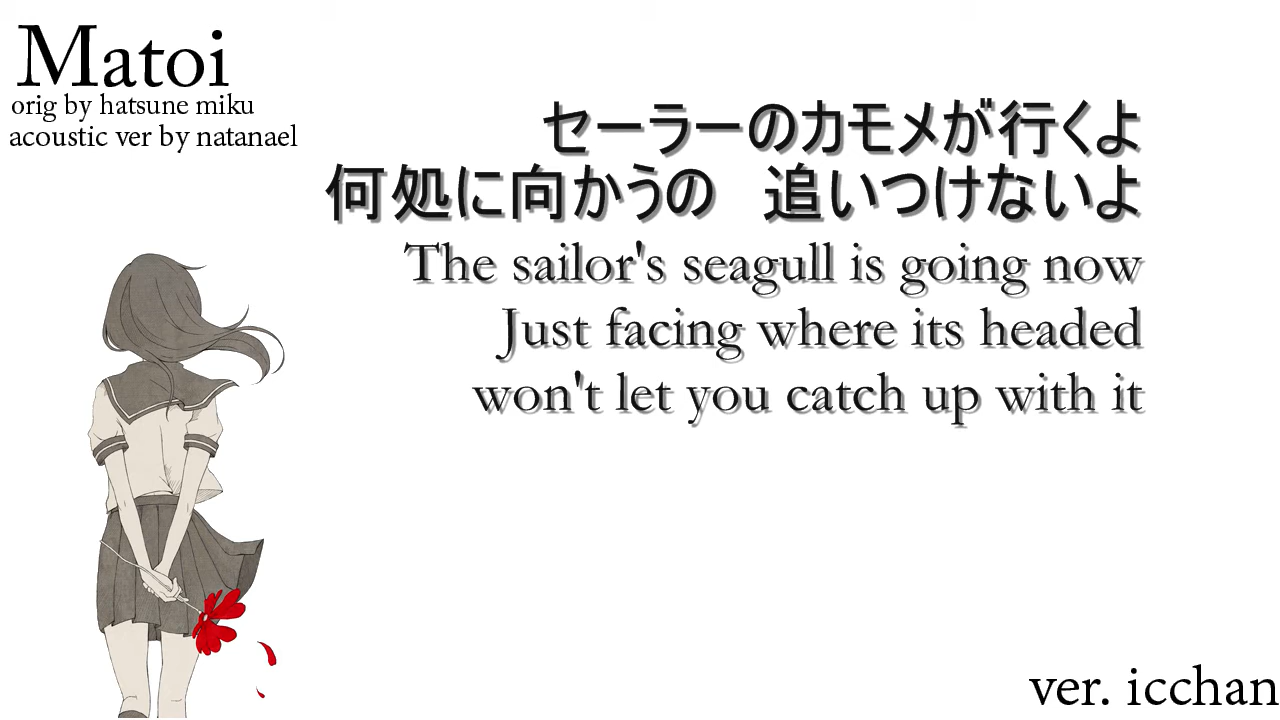 Matoi
orig by hatsune miku
acoustic ver by natanael
セーラーのカモメが行くよ
何処に向かうの　追いつけないよ
The sailor's seagull is going now
Just facing where its headed
won't let you catch up with it
ver. icchan